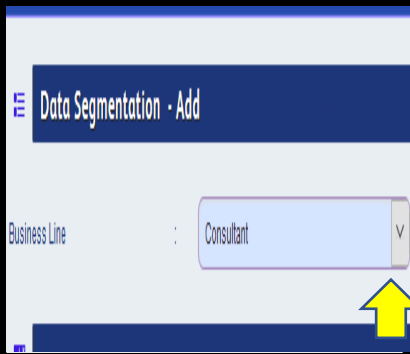 Data Segmentation - Add
Business Line : Consultant